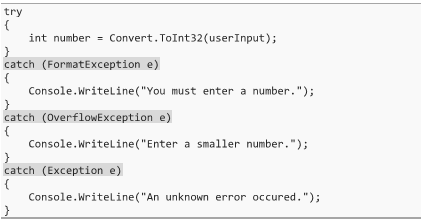 try
{
    int number = Convert.ToInt32(userInput);
}
catch (FormatException e)
{
    Console.WriteLine("You must enter a number.");
}
catch (OverflowException e)
{
    Console.WriteLine("Enter a smaller number.");
}
catch (Exception e)
{
    Console.WriteLine("An unknown error occured.");
}